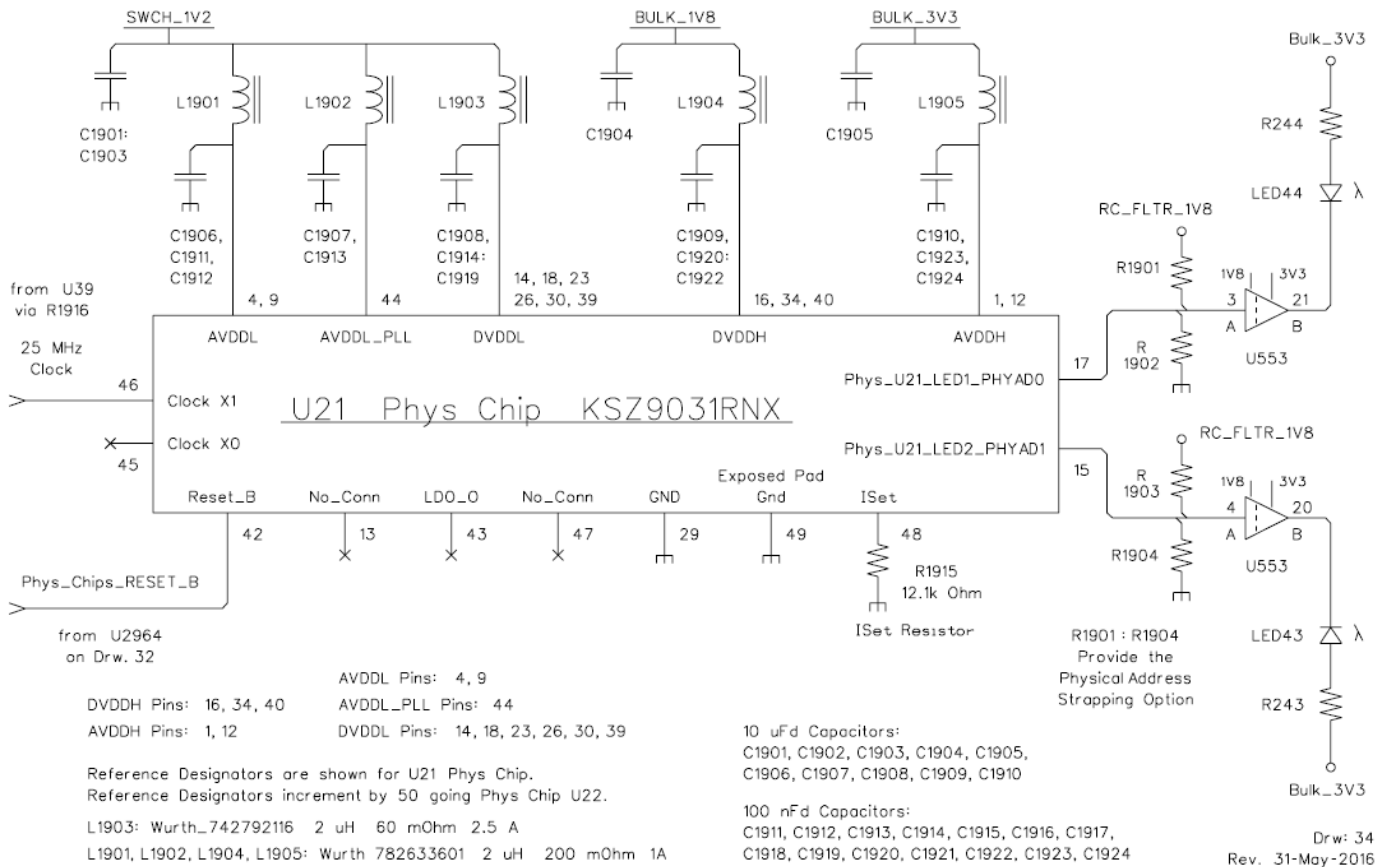 SWCH_1V2
BULK_1V8
BULK_3V3
Bulk_3V3
L1901
L1902
L1903
L1904
L1905
C1901:
C1903
C1904
C1905
R244
LED44 λ
C1906,
C1911,
C1912
C1907,
C1913
C1908,
C1914:
C1919
C1909,
C1920:
C1922
C1910,
C1923,
C1924
RC_FLTR_1V8
R1901
1V8 3V3
3 21
A B
U553
R
1902
from U39
via R1916
25 MHz
Clock
4, 9
44
14, 18, 23
26, 30, 39
16, 34, 40
1, 12
AVDDL
AVDDL_PLL
DVDDL
DVDDH
AVDDH
17
Phys_U21_LED1_PHYAD0
46
Clock X1
U21 Phys Chip KSZ9031RNX
Clock XO
45
Phys_U21_LED2_PHYAD1
15
RC_FLTR_1V8
R
1903
1V8 3V3
4 20
A B
U553
R1904
Reset_B
No_Conn
LDO_O
No_Conn
GND
Exposed Pad
Gnd
ISet
42
13
43
47
29
49
48
R1915
12.1k Ohm
ISet Resistor
Phys_Chips_RESET_B
from U2964
on Drw. 32
R1901 : R1904
Provide the
Physical Address
Strapping Option
LED43 λ
R243
Bulk_3V3
AVDDL Pins: 4, 9
DVDDH Pins: 16, 34, 40 AVDDL_PLL Pins: 44
AVDDH Pins: 1, 12 DVDDL Pins: 14, 18, 23, 26, 30, 39
Reference Designators are shown for U21 Phys Chip.
Reference Designators increment by 50 going Phys Chip U22.
L1903: Wurth_742792116 2 uH 60 mOhm 2.5 A
L1901, L1902, L1904, L1905: Wurth 782633601 2 uH 200 mOhm 1A
10 uFd Capacitors:
C1901, C1902, C1903, C1904, C1905,
C1906, C1907, C1908, C1909, C1910
100 nFd Capacitors:
C1911, C1912, C1913, C1914, C1915, C1916, C1917,
C1918, C1919, C1920, C1921, C1922, C1923, C1924
Drw: 34
Rev. 31-May-2016